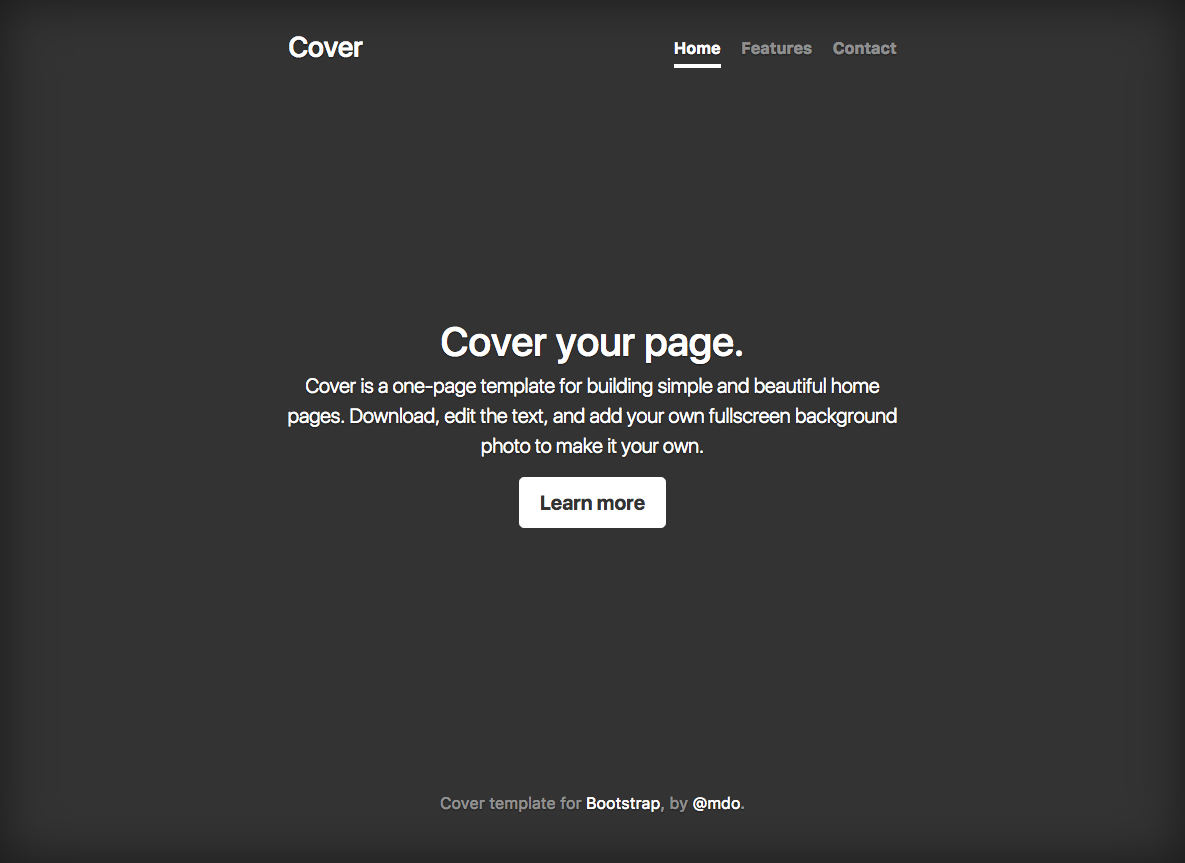 Cover
Home Features Contact
Cover your page.
Cover is a one-page template for building simple and beautiful home
pages. Download, edit the text, and add your own fullscreen background
photo to make it your own.
Learn more
Cover template for Bootstrap, by @mdo.